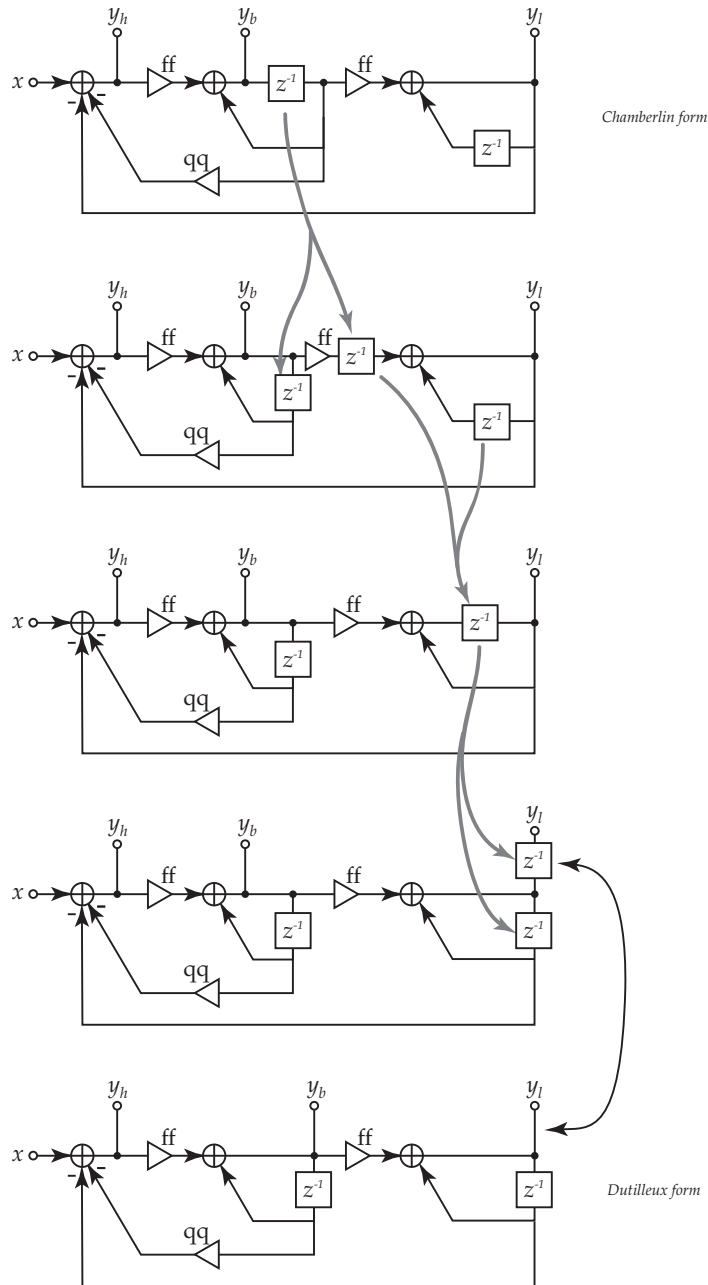 y_h y_b y_l
ff ff
x z⁻¹
- - Chamberlin form
z⁻¹
qq
y_h y_b y_l
ff ff
x z⁻¹
- - z⁻¹
z⁻¹
qq
y_h y_b y_l
ff ff
x z⁻¹
- - z⁻¹
qq
y_h y_b y_l
z⁻¹
ff ff
x
- - z⁻¹ z⁻¹
qq
y_h y_b y_l
ff ff
x
- - z⁻¹ z⁻¹ Dutilleux form
qq